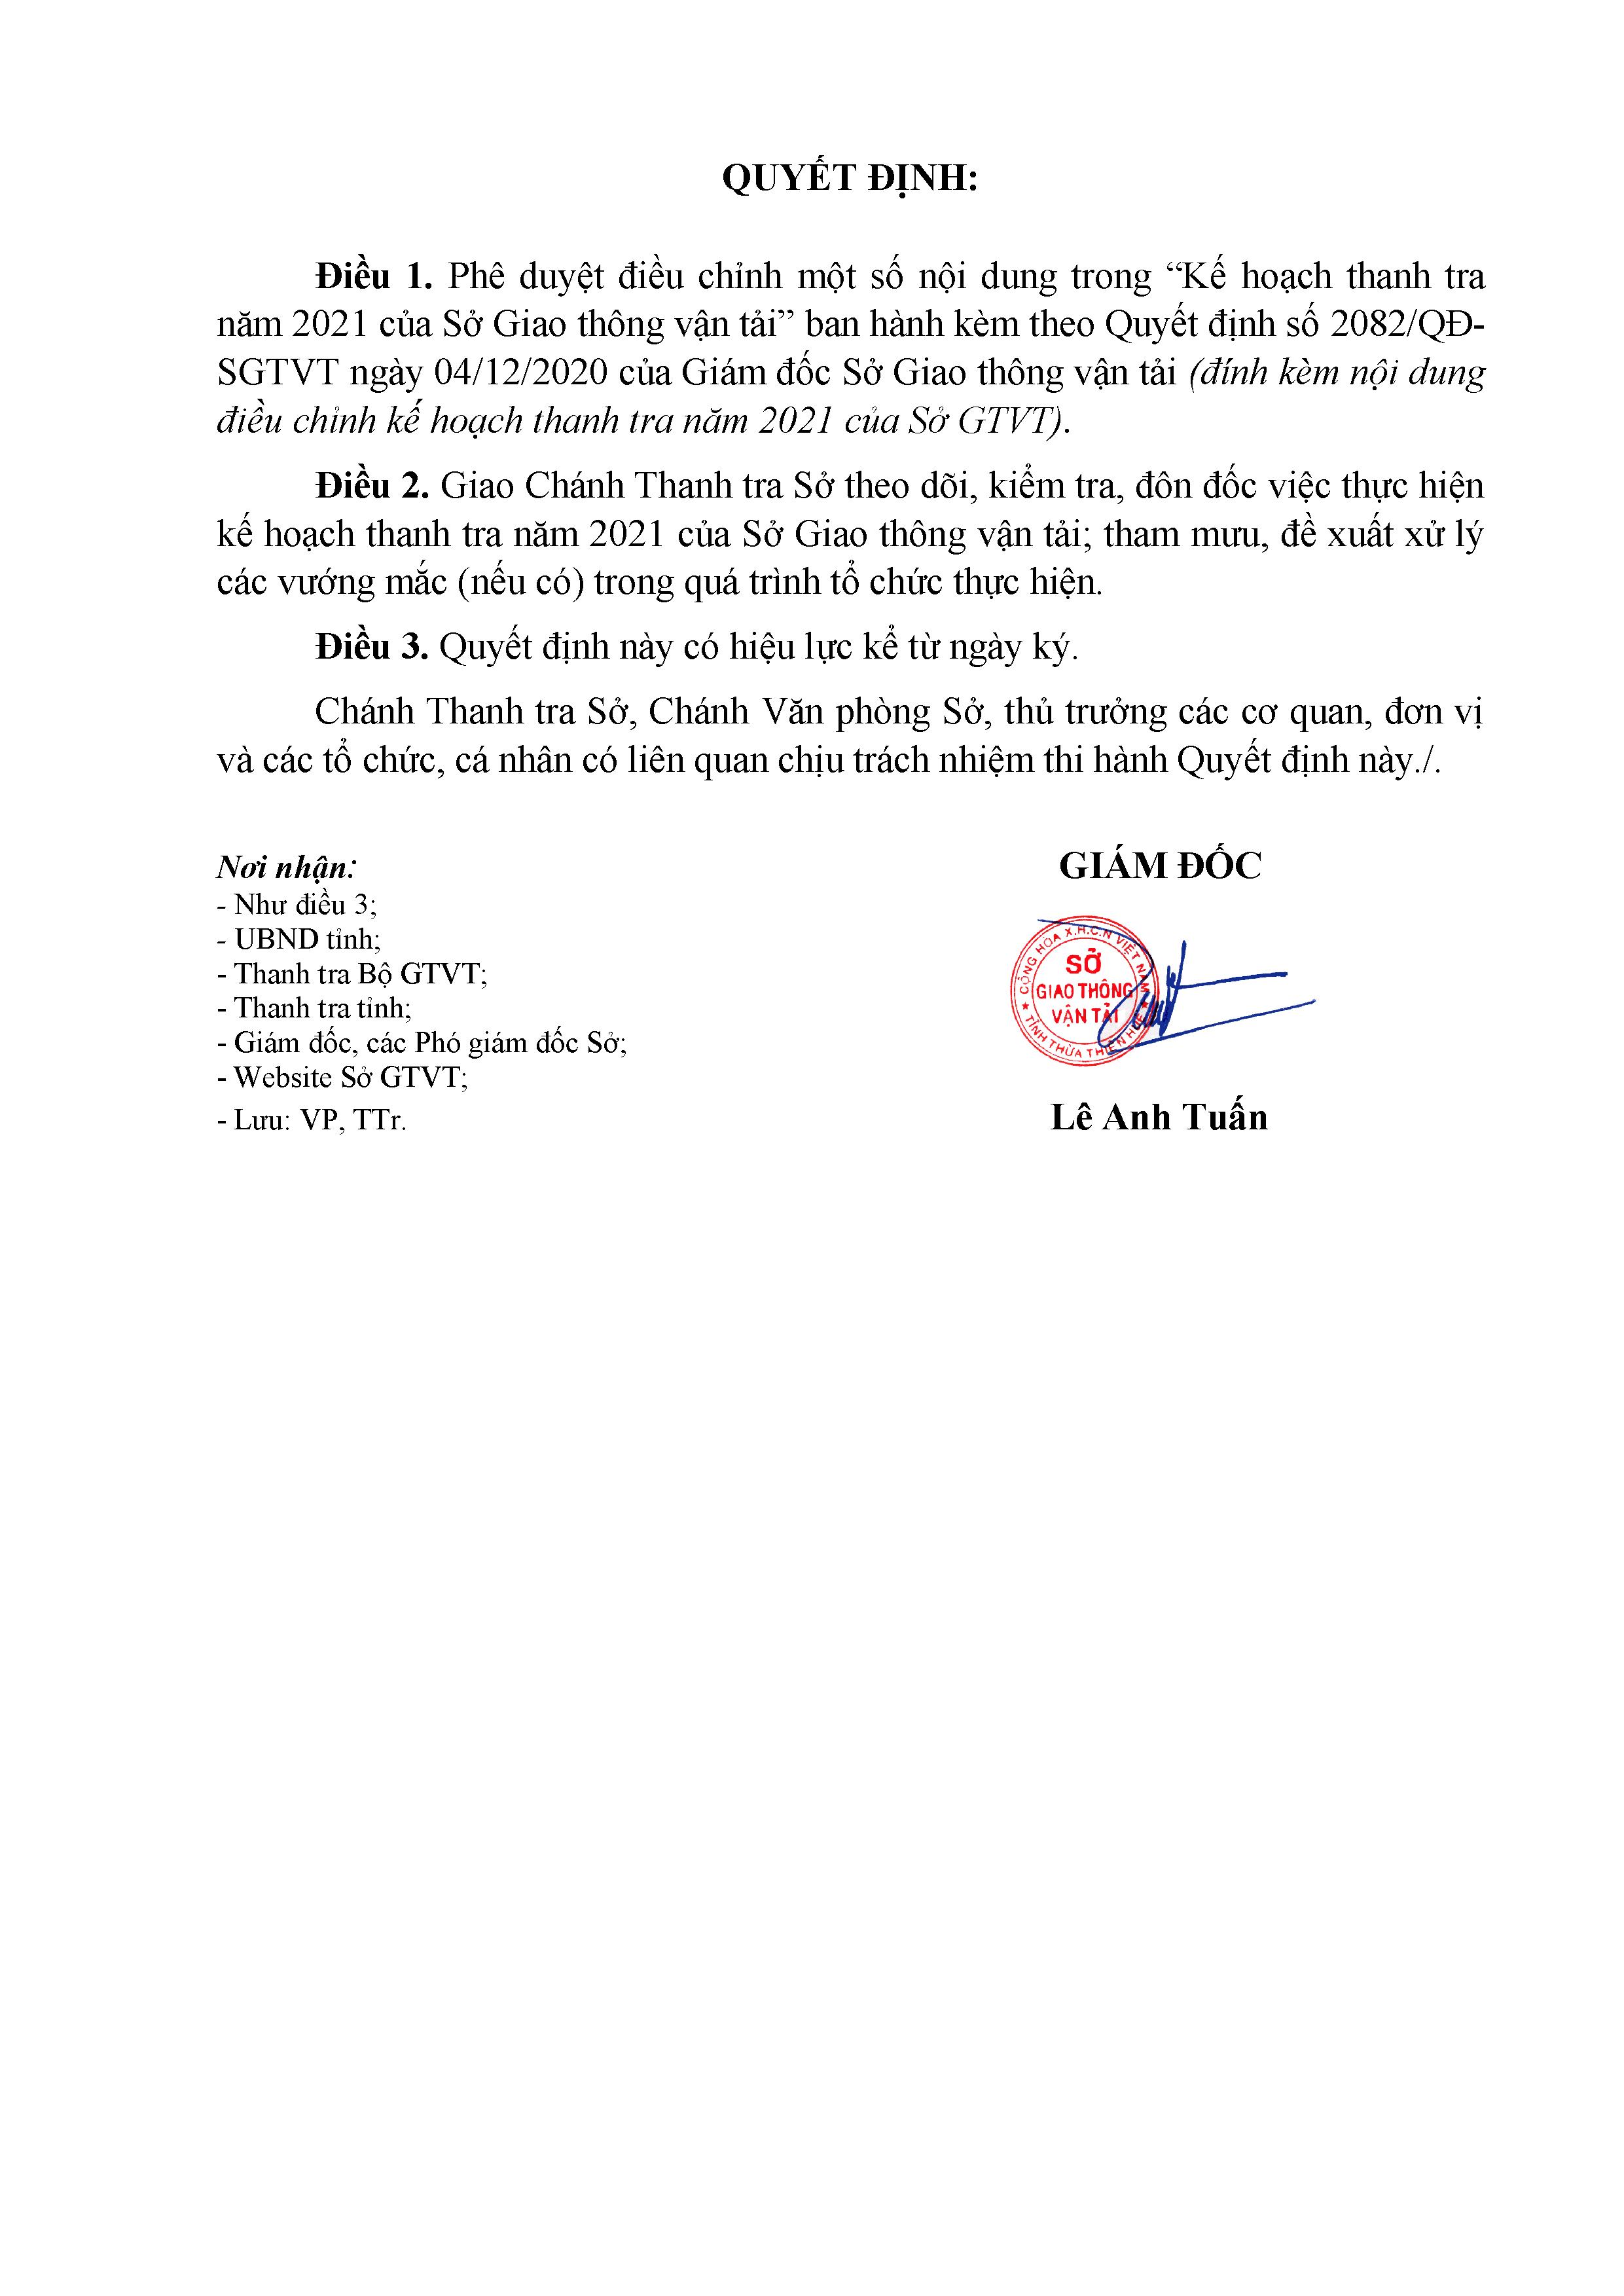 QUYẾT ĐỊNH:
Điều 1. Phê duyệt điều chỉnh một số nội dung trong “Kế hoạch thanh tra
năm 2021 của Sở Giao thông vận tải” ban hành kèm theo Quyết định số 2082/QĐ-
SGTVT ngày 04/12/2020 của Giám đốc Sở Giao thông vận tải (đính kèm nội dung
điều chỉnh kế hoạch thanh tra năm 2021 của Sở GTVT).
Điều 2. Giao Chánh Thanh tra Sở theo dõi, kiểm tra, đôn đốc việc thực hiện
kế hoạch thanh tra năm 2021 của Sở Giao thông vận tải; tham mưu, đề xuất xử lý
các vướng mắc (nếu có) trong quá trình tổ chức thực hiện.
Điều 3. Quyết định này có hiệu lực kể từ ngày ký.
Chánh Thanh tra Sở, Chánh Văn phòng Sở, thủ trưởng các cơ quan, đơn vị
và các tổ chức, cá nhân có liên quan chịu trách nhiệm thi hành Quyết định này./.
Nơi nhận:
- Như điều 3;
- UBND tỉnh;
- Thanh tra Bộ GTVT;
- Thanh tra tỉnh;
- Giám đốc, các Phó giám đốc Sở;
- Website Sở GTVT;
- Lưu: VP, TTr.
GIÁM ĐỐC
CỘNG HÒA X.H.C.N VIỆT NAM
SỞ
GIAO THÔNG
VẬN TẢI
TỈNH THỪA THIÊN HUẾ
Lê Anh Tuấn